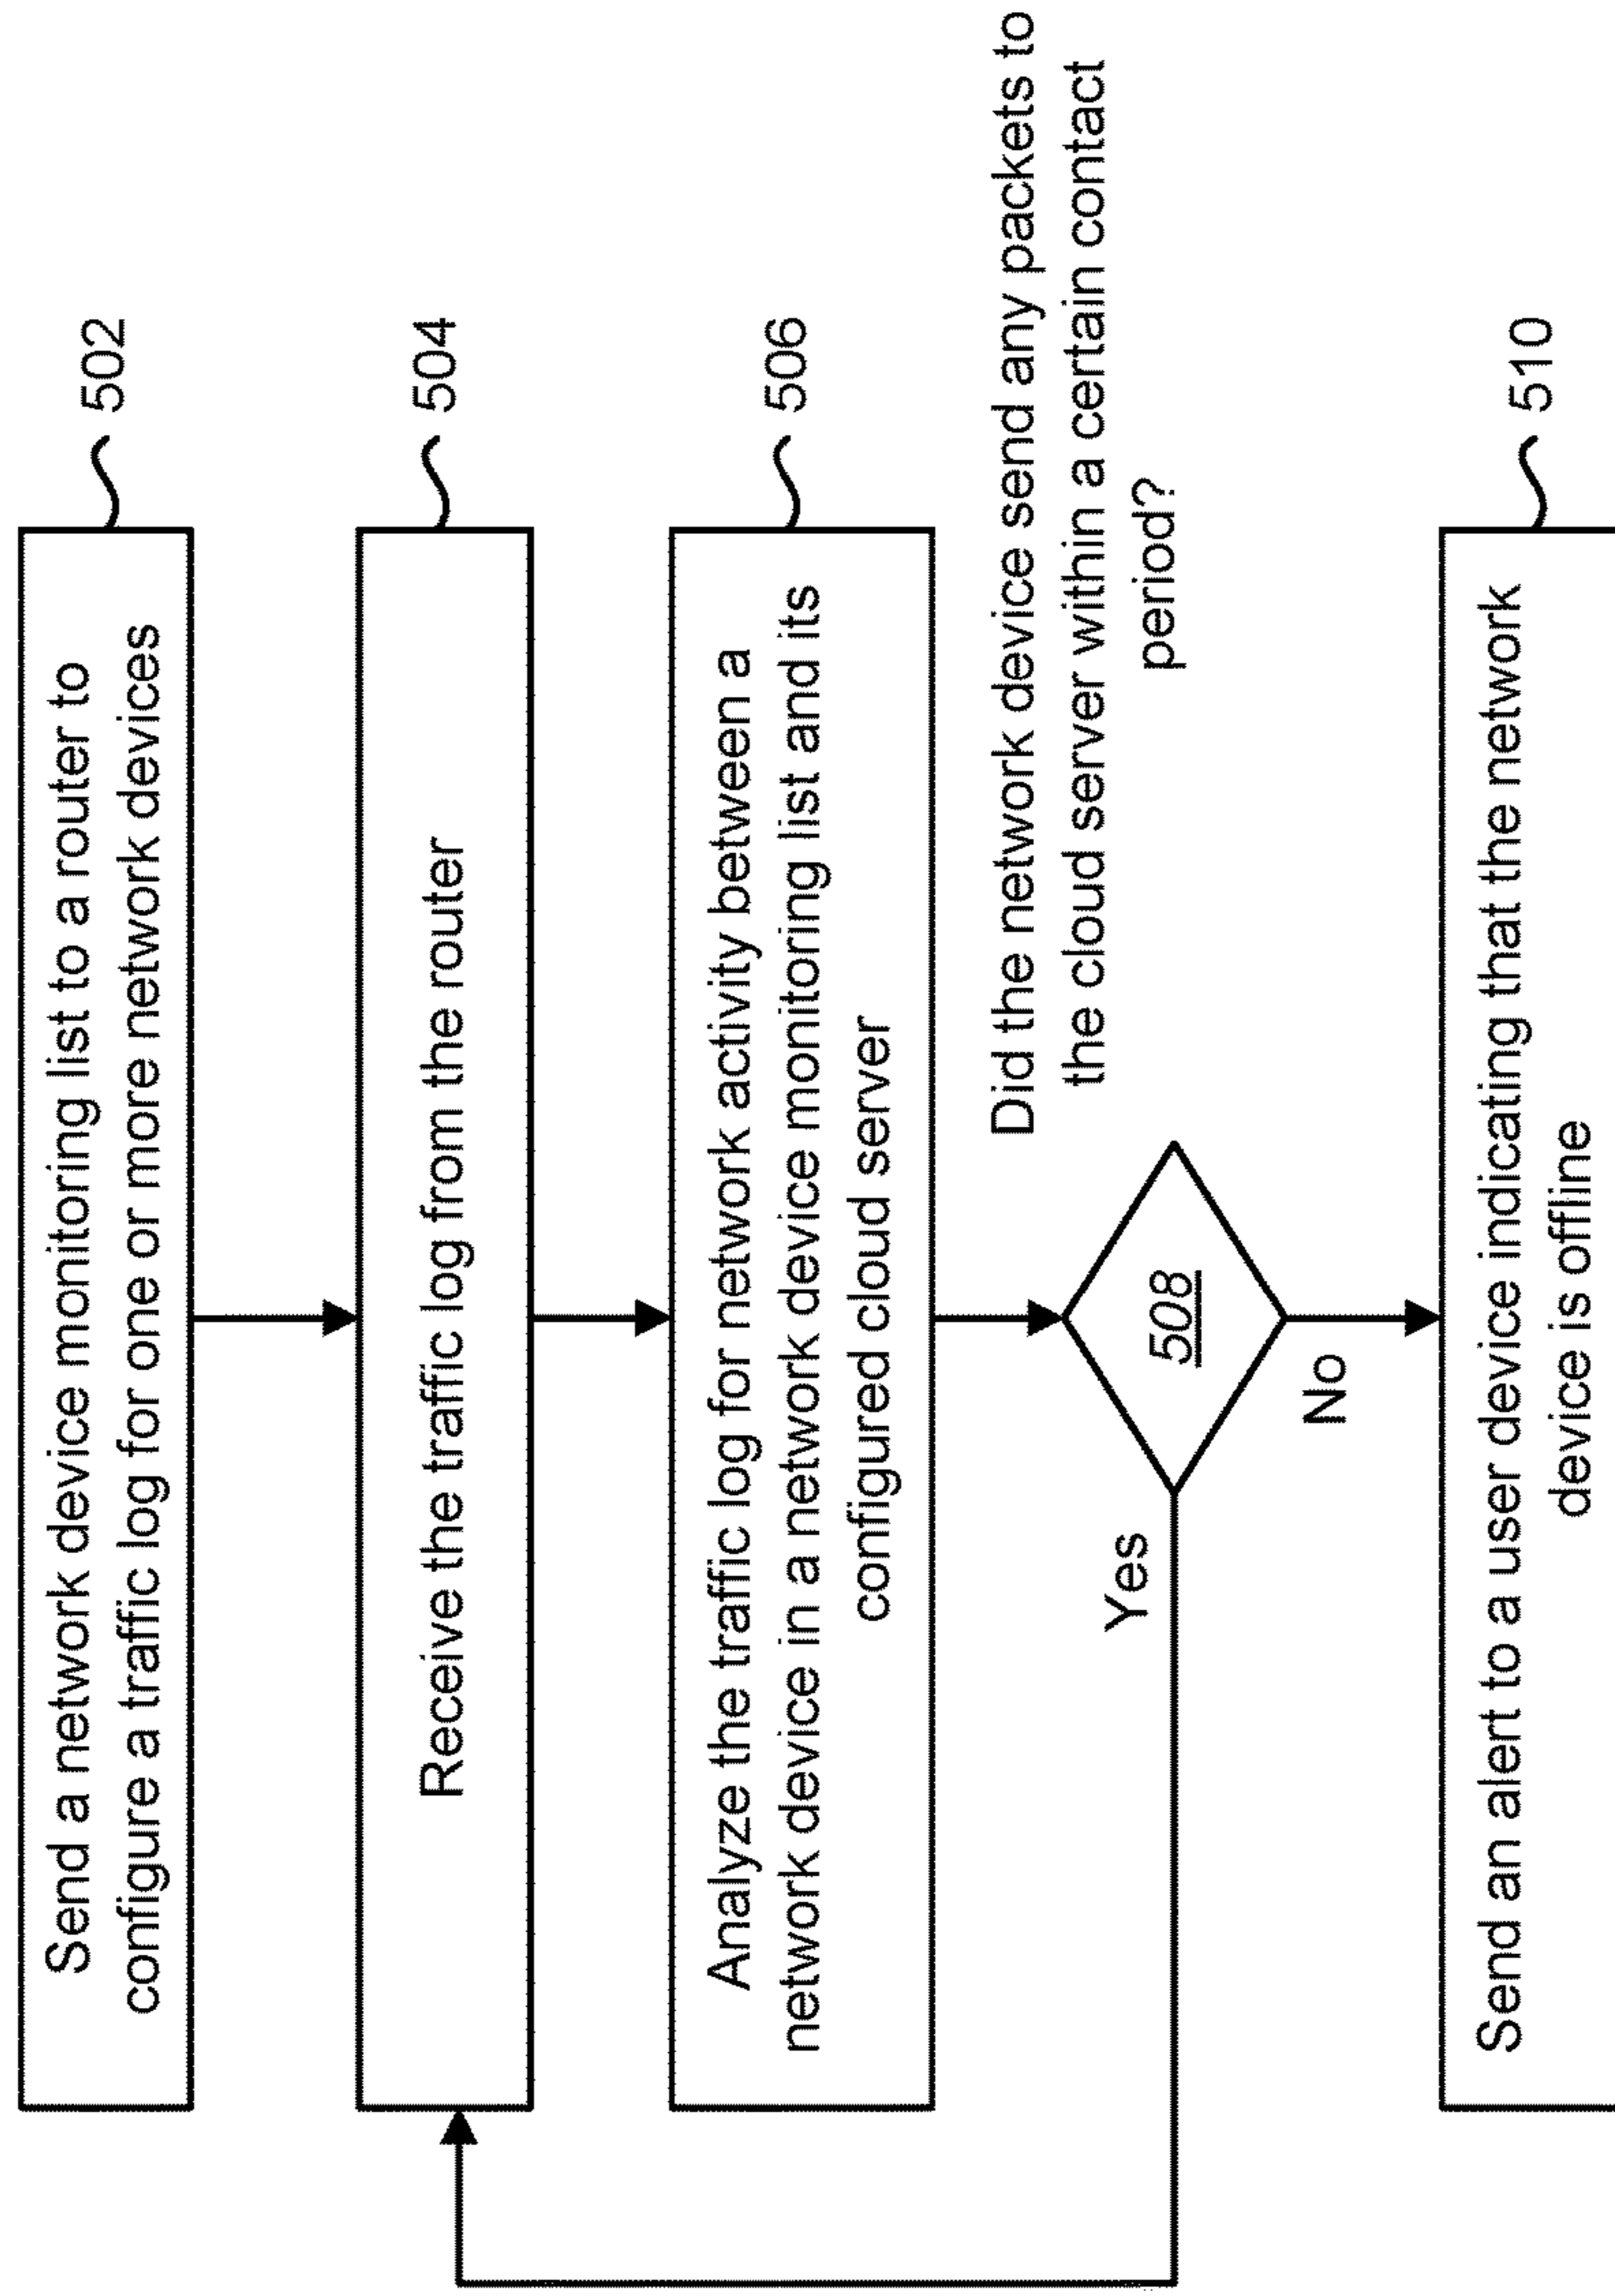 Send a network device monitoring list to a router to
configure a traffic log for one or more network devices
502
Receive the traffic log from the router
504
Analyze the traffic log for network activity between a
network device in a network device monitoring list and its
configured cloud server
506
Did the network device send any packets to
the cloud server within a certain contact
period?
508
Yes
No
Send an alert to a user device indicating that the network
device is offline
510